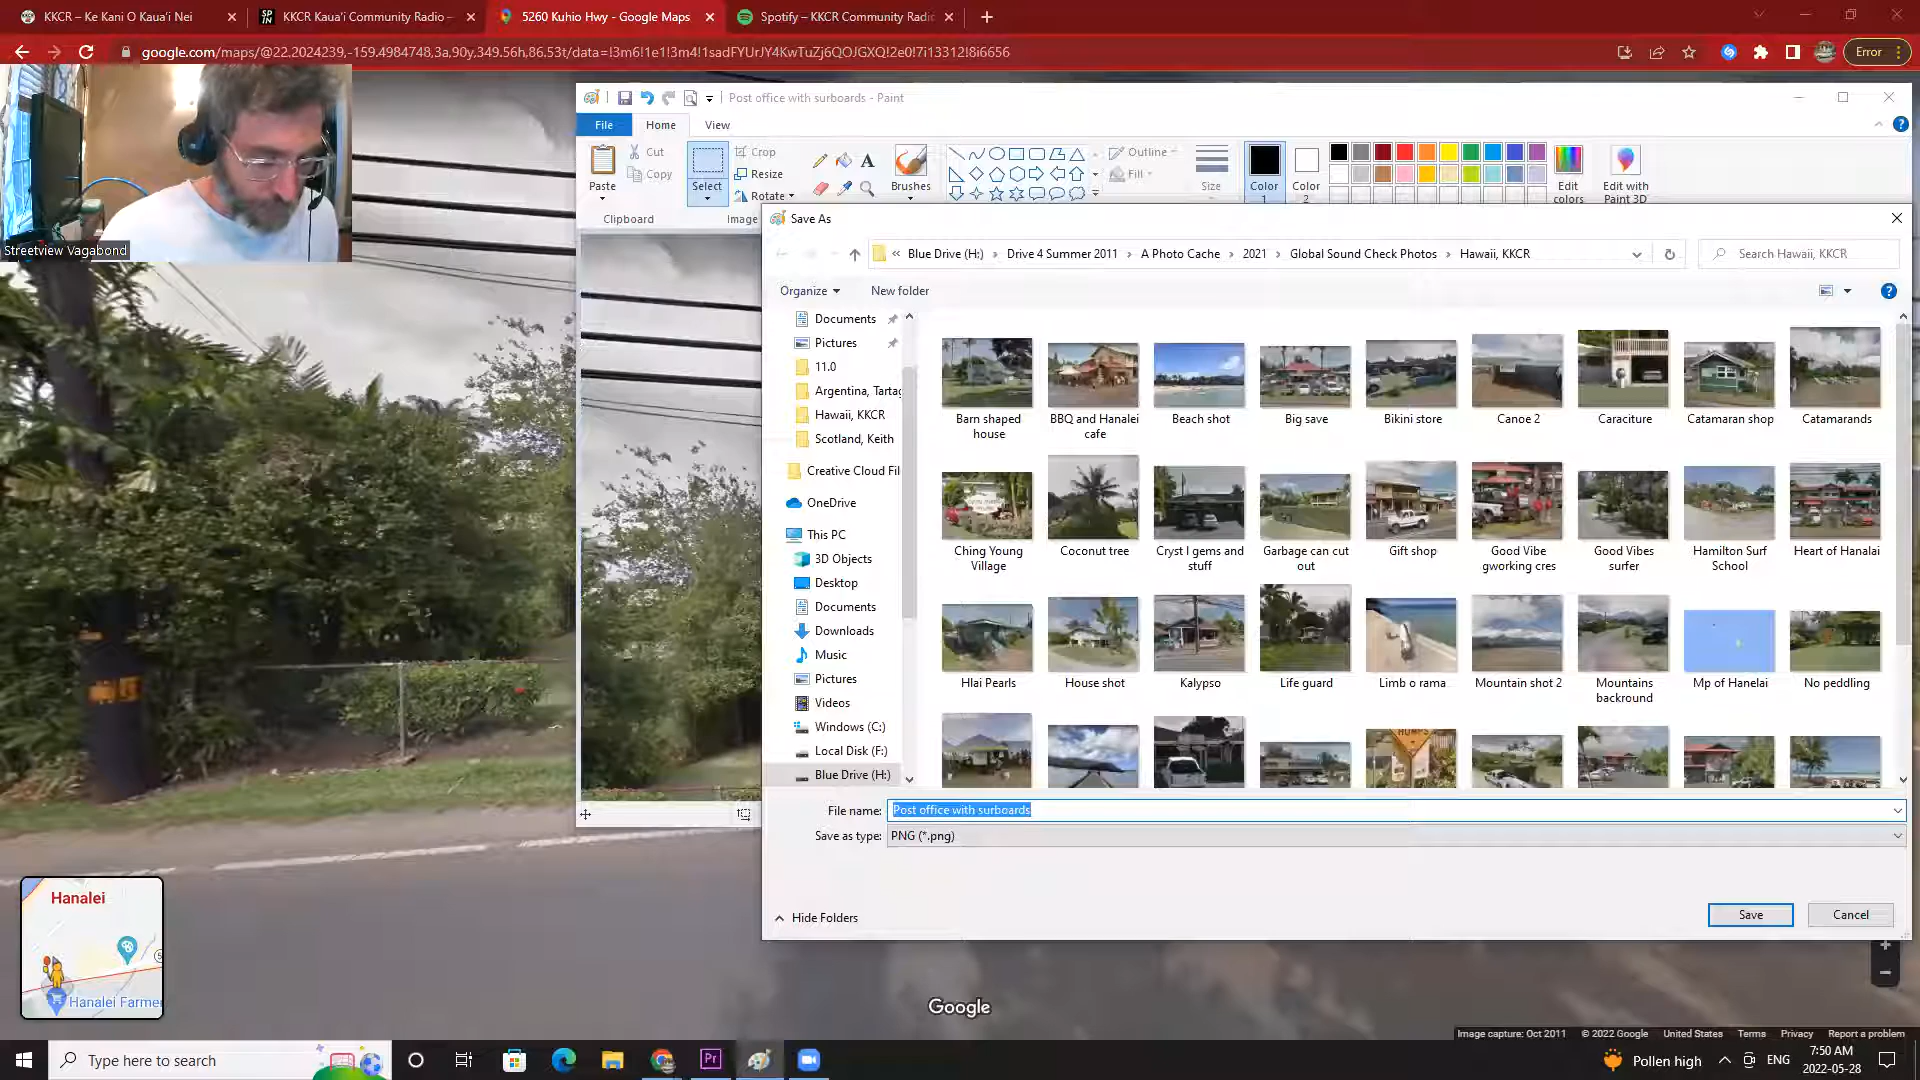 KKCR – Ke Kani O Kaua'i Nei
KKCR Kaua'i Community Radio –
5260 Kuhio Hwy - Google Maps
Spotify – KKCR Community Radio
google.com/maps/@22.2024239,-159.4984748,3a,90y,349.56h,86.53t/data=!3m6!1e1!3m4!1sadFYUrJY4KwTuZj6QOJGXQ!2e0!7i13312!8i6656
Error
Streetview Vagabond
Post office with surboards - Paint
File Home View
Paste
Cut
Copy
Clipboard
Select
Crop
Resize
Rotate
Image
Brushes
Outline
Fill
Size
Color 1
Color 2
Edit colors
Edit with Paint 3D
Save As
« Blue Drive (H:) › Drive 4 Summer 2011 › A Photo Cache › 2021 › Global Sound Check Photos › Hawaii, KKCR
Search Hawaii, KKCR
Organize
New folder
Documents
Pictures
11.0
Argentina, Tartag
Hawaii, KKCR
Scotland, Keith
Creative Cloud Fil
OneDrive
This PC
3D Objects
Desktop
Documents
Downloads
Music
Pictures
Videos
Windows (C:)
Local Disk (F:)
Blue Drive (H:)
Barn shaped house
BBQ and Hanalei cafe
Beach shot
Big save
Bikini store
Canoe 2
Caraciture
Catamaran shop
Catamarands
Ching Young Village
Coconut tree
Cryst l gems and stuff
Garbage can cut out
Gift shop
Good Vibe gworking cres
Good Vibes surfer
Hamilton Surf School
Heart of Hanalai
Hlai Pearls
House shot
Kalypso
Life guard
Limb o rama
Mountain shot 2
Mountains backround
Mp of Hanelai
No peddling
HUMPS
File name: Post office with surboards
Save as type: PNG (*.png)
Hide Folders
Save
Cancel
Hanalei
Hanalei Farmer
Google
Image capture: Oct 2011 © 2022 Google United States Terms Privacy Report a problem
Type here to search
Pr
Pollen high
ENG
7:50 AM
2022-05-28